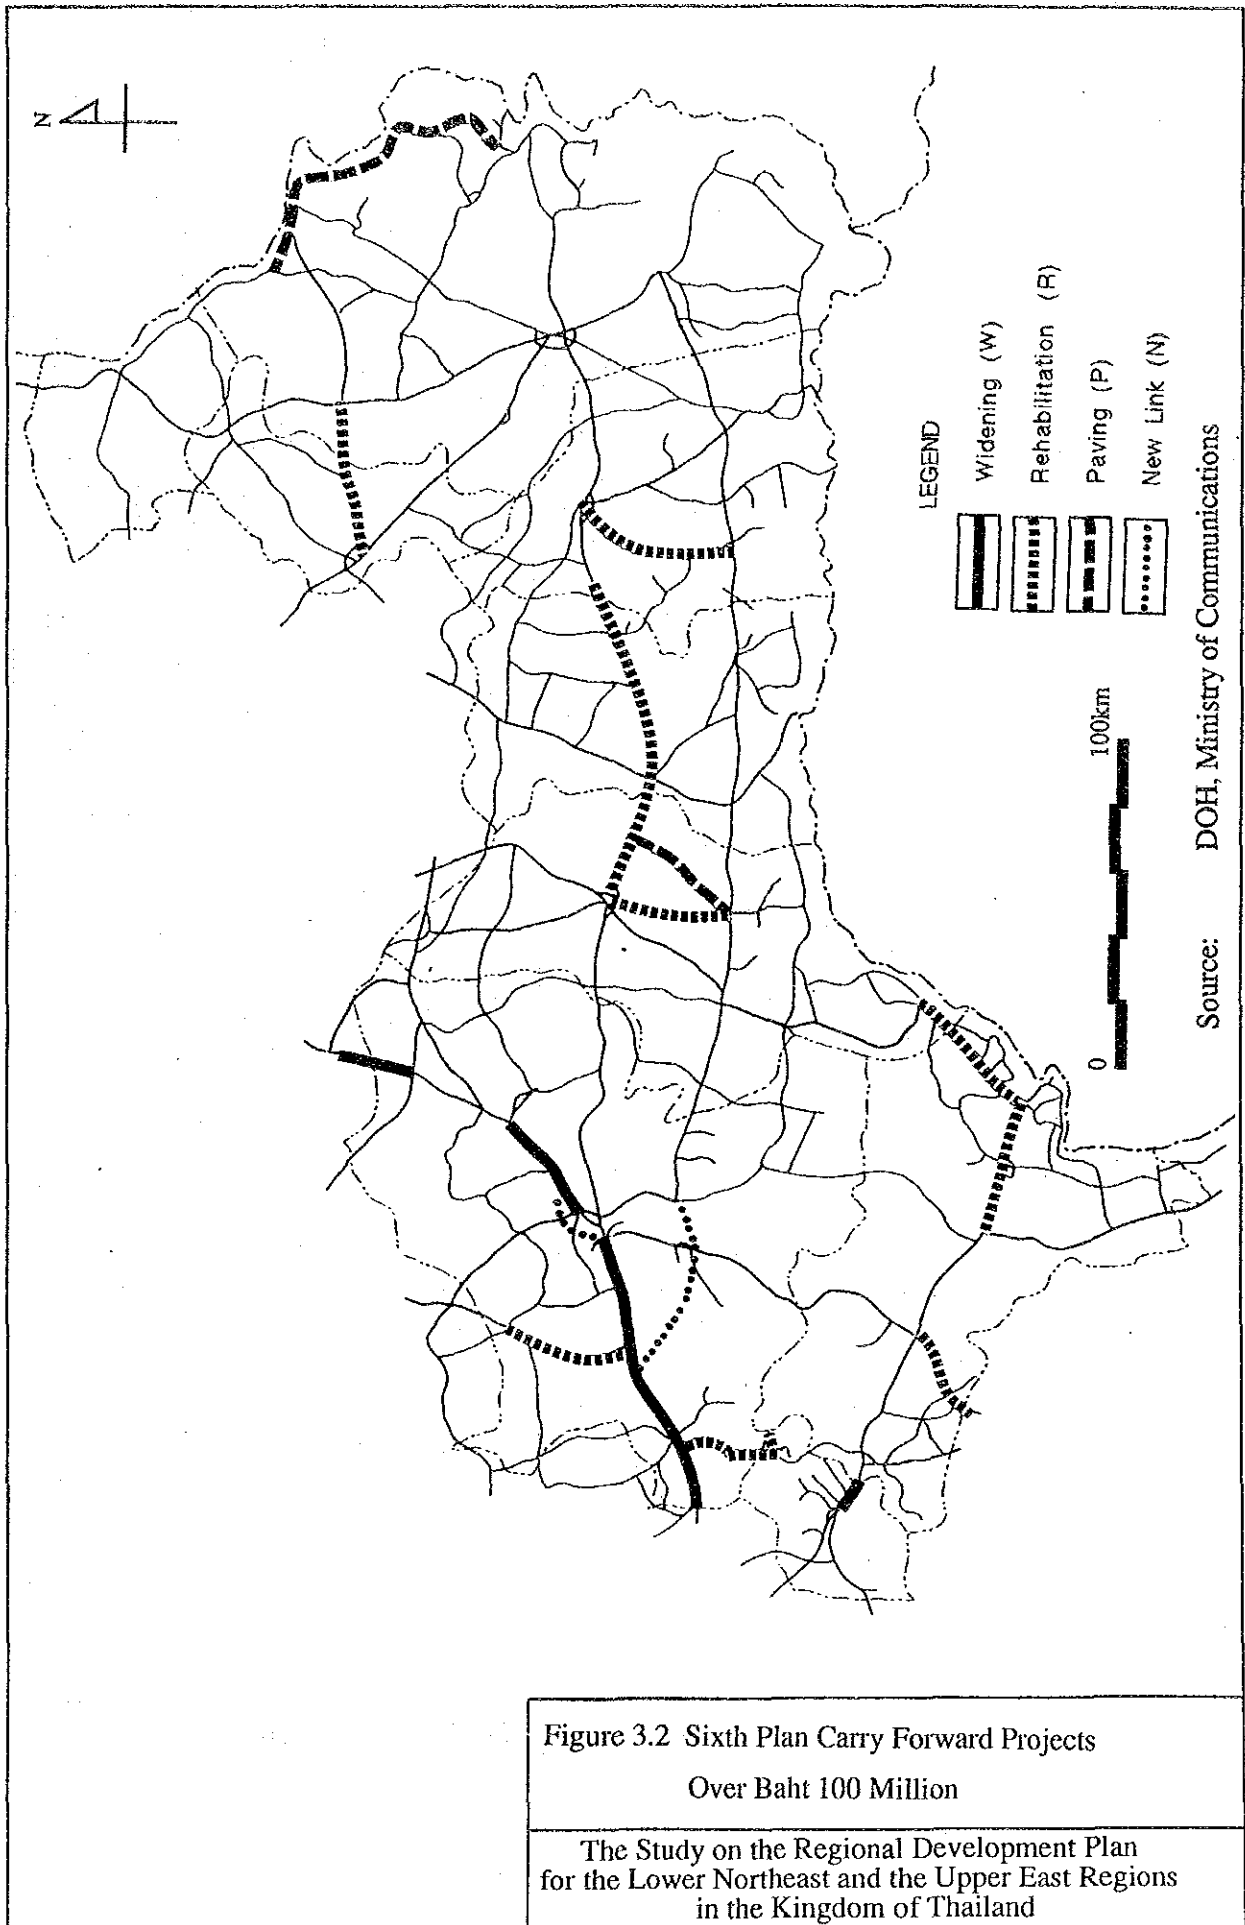 N
LEGEND
Widening (W)
Rehabilitation (R)
Paving (P)
New Link (N)
0
100km
Source: DOH, Ministry of Communications
Figure 3.2 Sixth Plan Carry Forward Projects
Over Baht 100 Million
The Study on the Regional Development Plan
for the Lower Northeast and the Upper East Regions
in the Kingdom of Thailand